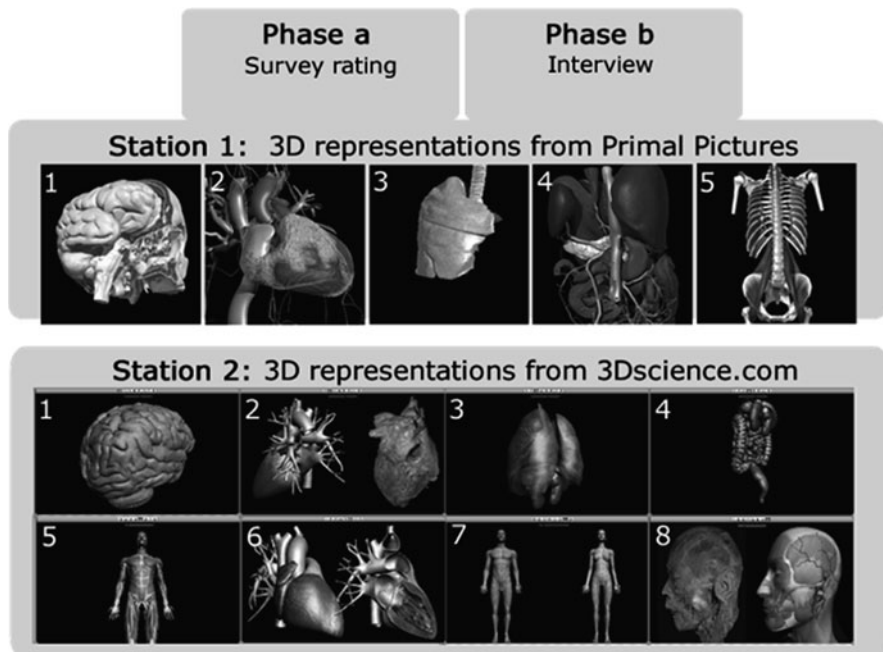 Phase a
Survey rating
Phase b
Interview
Station 1: 3D representations from Primal Pictures
1 2 3 4 5
Station 2: 3D representations from 3Dscience.com
1 2 3 4
5 6 7 8